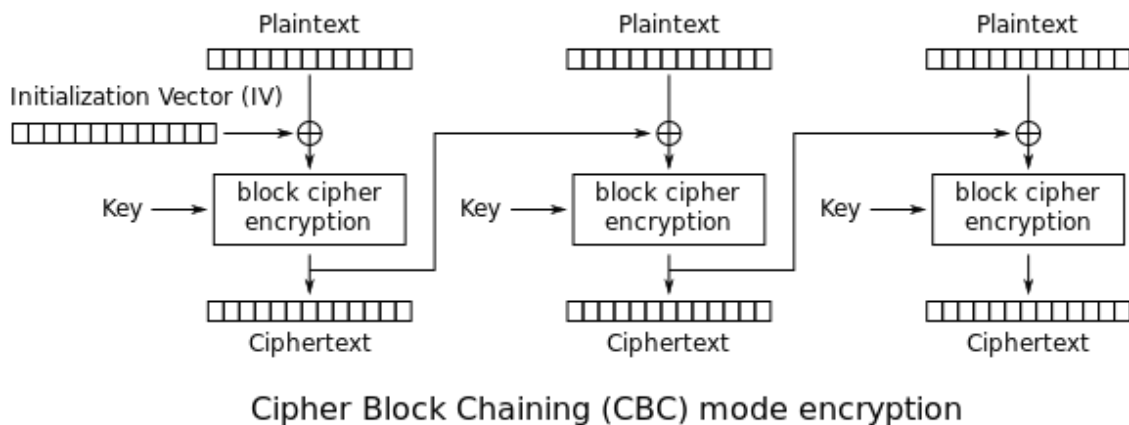 Plaintext
Plaintext
Plaintext
Initialization Vector (IV)
Key
block cipher
encryption
Key
block cipher
encryption
Key
block cipher
encryption
Ciphertext
Ciphertext
Ciphertext
Cipher Block Chaining (CBC) mode encryption